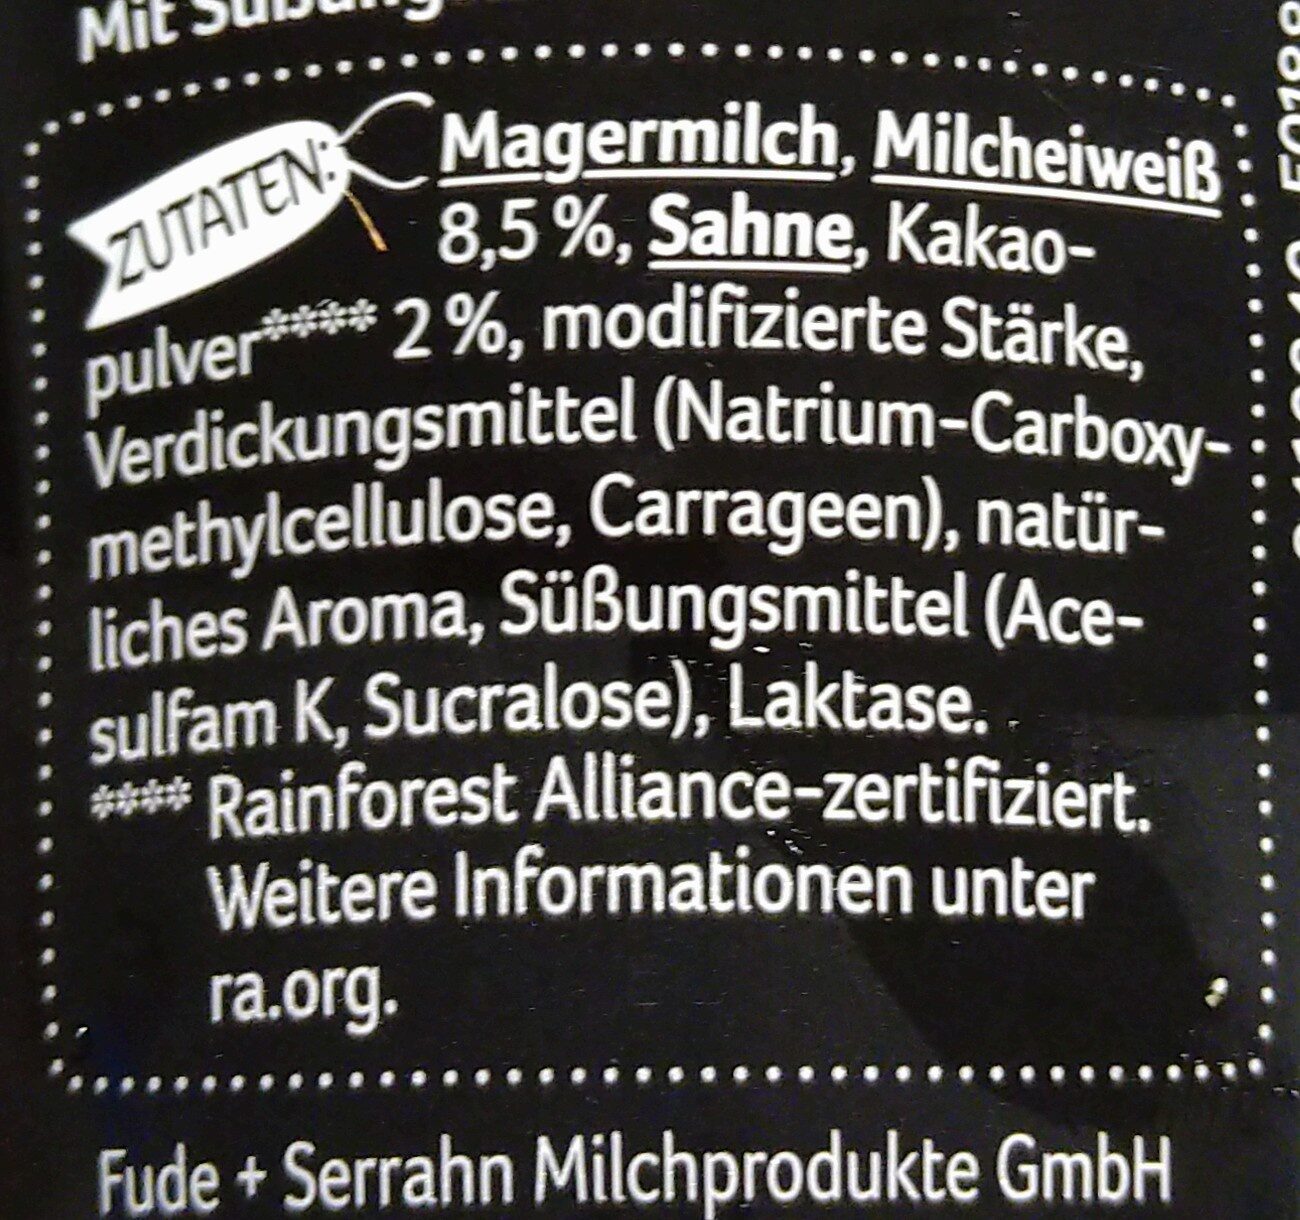 Mit
ZUTATEN:
Magermilch, Milcheiweiß
8,5 %, Sahne, Kakao-
pulver**** 2 %, modifizierte Stärke,
Verdickungsmittel (Natrium-Carboxy-
methylcellulose, Carrageen), natür-
liches Aroma, Süßungsmittel (Ace-
sulfam K, Sucralose), Laktase.
**** Rainforest Alliance-zertifiziert.
Weitere Informationen unter
ra.org.
Fude + Serrahn Milchprodukte GmbH